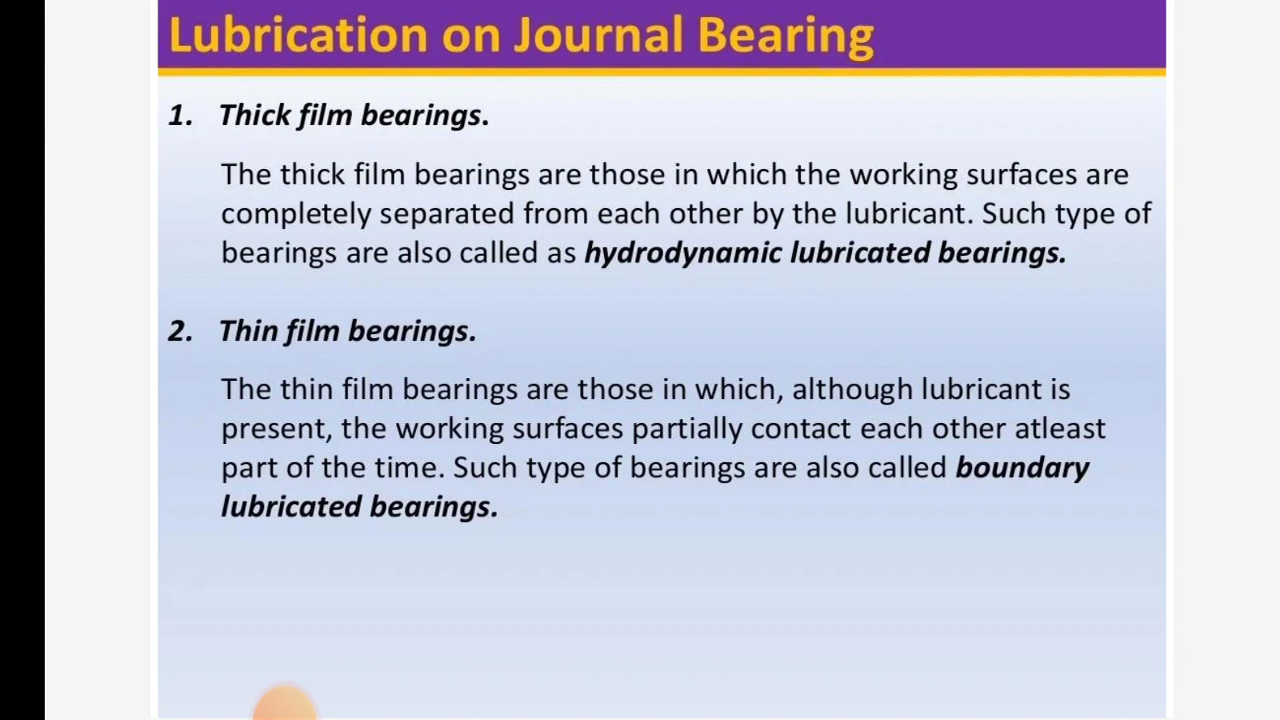 Lubrication on Journal Bearing
1. Thick film bearings.
The thick film bearings are those in which the working surfaces are
completely separated from each other by the lubricant. Such type of
bearings are also called as hydrodynamic lubricated bearings.
2. Thin film bearings.
The thin film bearings are those in which, although lubricant is
present, the working surfaces partially contact each other atleast
part of the time. Such type of bearings are also called boundary
lubricated bearings.